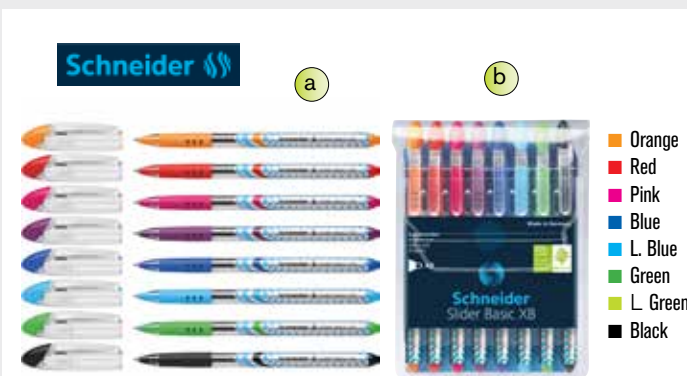 Schneider
a
b
Orange
Red
Pink
Blue
L. Blue
Green
L Green
Black
Made in Germany
Schneider
Slider Basic XB